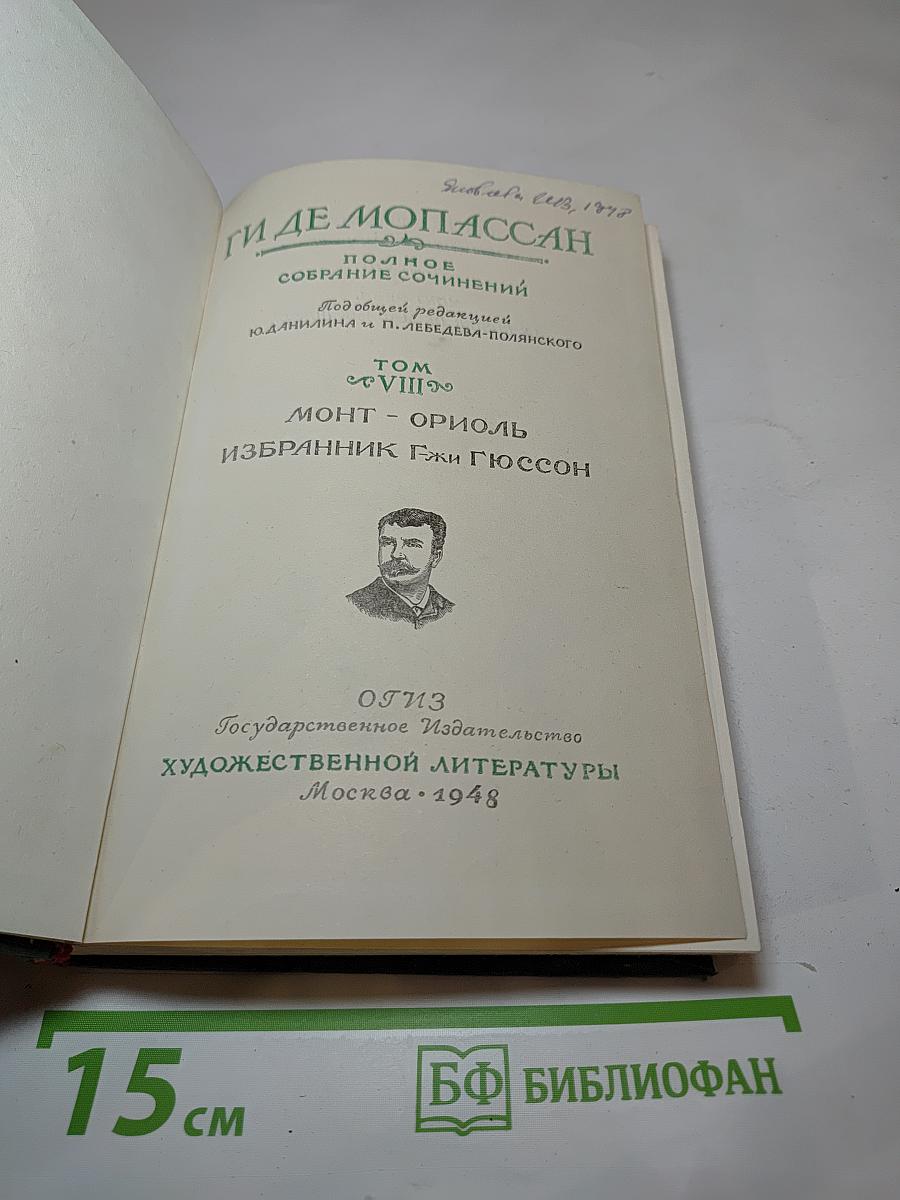 1948
ГИ ДЕ МОПАССАН
ПОЛНОЕ
СОБРАНИЕ СОЧИНЕНИЙ
Под общей редакцией
Ю. ДАНИЛИНА и П. ЛЕБЕДЕВА-ПОЛЯНСКОГО
ТОМ
VIII
МОНТ - ОРИОЛЬ
ИЗБРАННИК Г-жи ГЮССОН
ОГИЗ
Государственное Издательство
ХУДОЖЕСТВЕННОЙ ЛИТЕРАТУРЫ
Москва • 1948
15 см
БФ БИБЛИОФАН